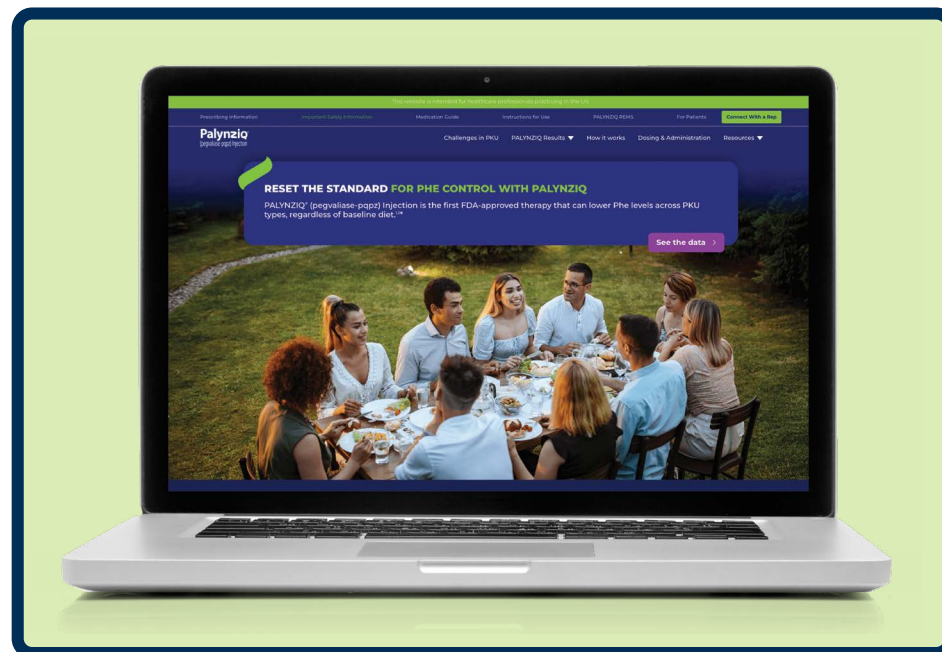 This website is intended for healthcare professionals practicing in the US
Prescribing Information Important Safety Information Medication Guide Instructions for Use PALYNZIQ REMS For Patients Connect With a Rep
Palynziq
(pegvaliase-pqpz) Injection
Challenges in PKU PALYNZIQ Results ▼ How it works Dosing & Administration Resources ▼
RESET THE STANDARD FOR PHE CONTROL WITH PALYNZIQ
PALYNZIQ® (pegvaliase-pqpz) Injection is the first FDA-approved therapy that can lower Phe levels across PKU
types, regardless of baseline diet.
See the data >